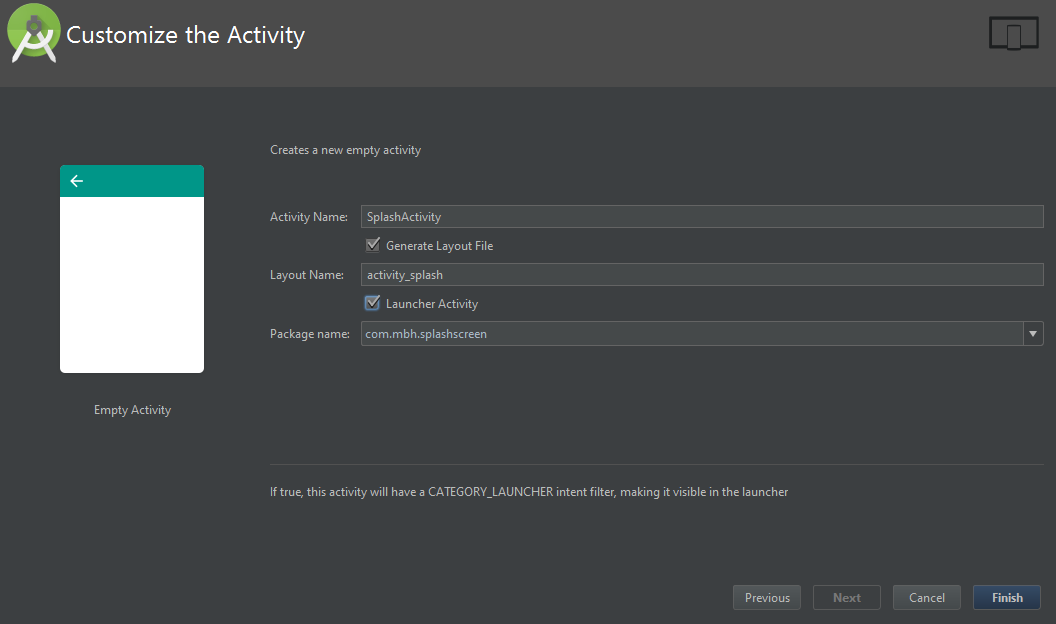 Customize the Activity
Creates a new empty activity
Activity Name: SplashActivity
Generate Layout File
Layout Name: activity_splash
Launcher Activity
Package name: com.mbh.splashscreen
Empty Activity
If true, this activity will have a CATEGORY_LAUNCHER intent filter, making it visible in the launcher
Previous Next Cancel Finish